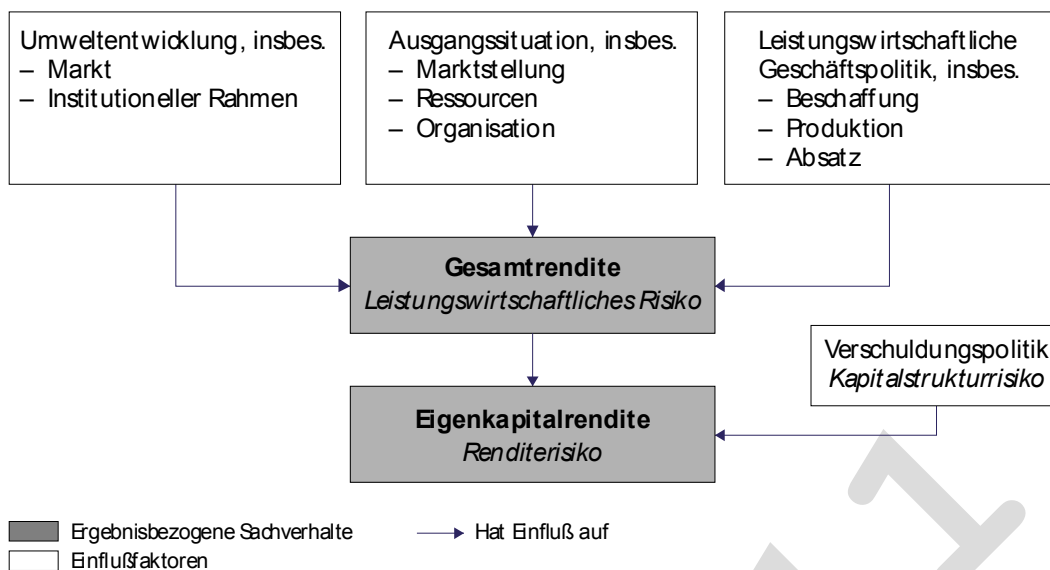 Umweltentwicklung, insbes.
– Markt
– Institutioneller Rahmen
Ausgangssituation, insbes.
– Marktstellung
– Ressourcen
– Organisation
Leistungswirtschaftliche
Geschäftspolitik, insbes.
– Beschaffung
– Produktion
– Absatz
Gesamtrendite
Leistungswirtschaftliches Risiko
Verschuldungspolitik
Kapitalstrukturrisiko
Eigenkapitalrendite
Renditerisiko
Ergebnisbezogene Sachverhalte
Hat Einfluß auf
Einflußfaktoren